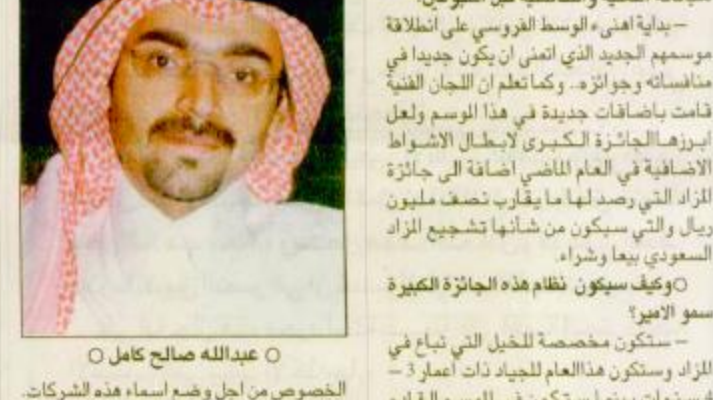 – بداية اهنىء الوسط الفروسي على انطلاقة
موسمهم الجديد الذي اتمنى ان يكون جديدا في
منافساته وجوائزه.. وكما تعلم ان اللجان الفنية
قامت باضافات جديدة في هذا الموسم ولعل
ابرزها الجائزة الكبرى لابطال الاشواط
الاضافية في العام الماضي اضافة الى جائزة
المزاد التي رصد لها ما يقارب نصف مليون
ريال والتي سيكون من شأنها تشجيع المزاد
السعودي بيعا وشراء.
○ وكيف سيكون نظام هذه الجائزة الكبيرة
سمو الامير؟
– ستكون مخصصة للخيل التي تباع في
المزاد وستكون هذا العام للجياد ذات أعمار 3 –
○ عبدالله صالح كامل ○
الخصوص من اجل وضع اسماء هذه الشركات.